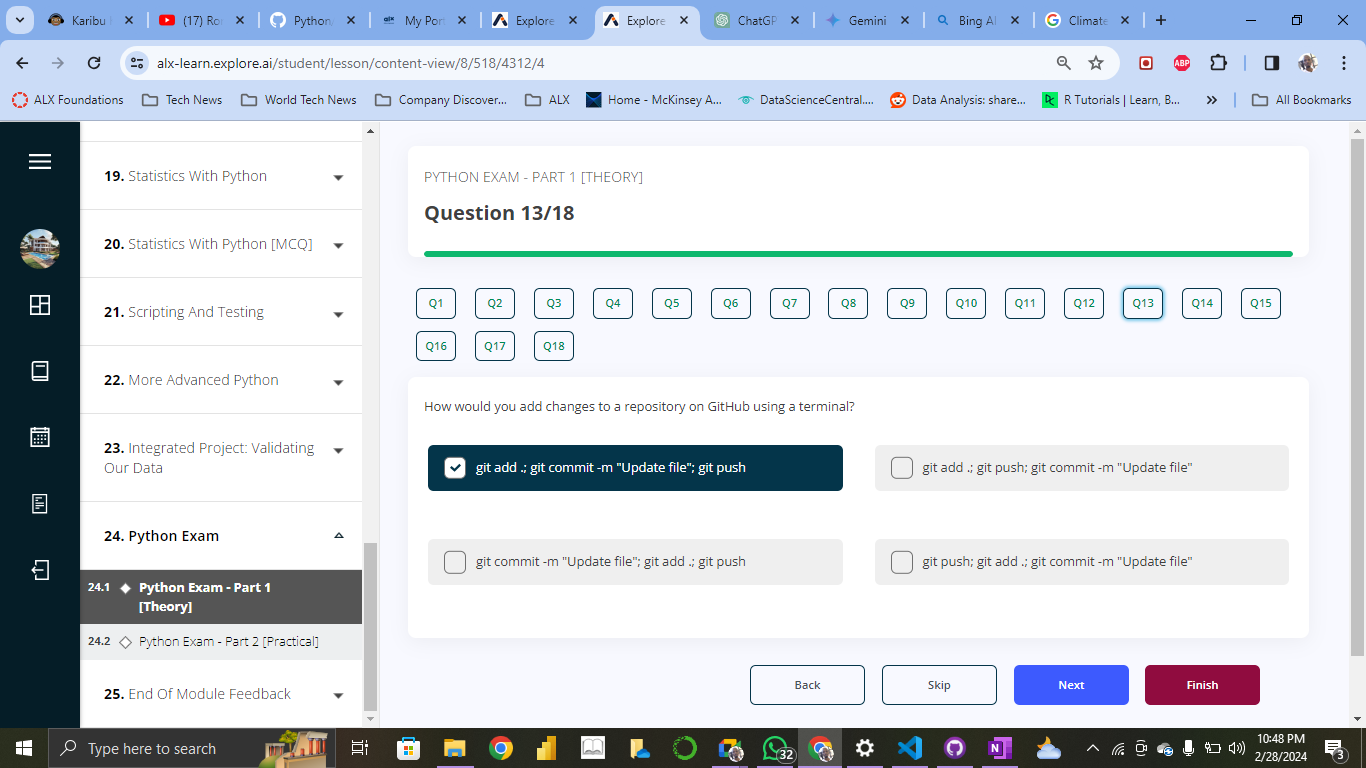 Karibu
(17) Ro
Python
My Por
Explore
Explore
ChatGP
Gemini
Bing AI
Climate
alx-learn.explore.ai/student/lesson/content-view/8/518/4312/4
ABP
ALX Foundations
Tech News
World Tech News
Company Discover...
ALX
Home - McKinsey A...
DataScienceCentral....
Data Analysis: share...
R Tutorials | Learn, B...
All Bookmarks
19. Statistics With Python
20. Statistics With Python [MCQ]
21. Scripting And Testing
22. More Advanced Python
23. Integrated Project: Validating
Our Data
24. Python Exam
24.1 Python Exam - Part 1
[Theory]
24.2 Python Exam - Part 2 [Practical]
25. End Of Module Feedback
PYTHON EXAM - PART 1 [THEORY]
Question 13/18
Q1 Q2 Q3 Q4 Q5 Q6 Q7 Q8 Q9 Q10 Q11 Q12 Q13 Q14 Q15
Q16 Q17 Q18
How would you add changes to a repository on GitHub using a terminal?
git add .; git commit -m "Update file"; git push
git add .; git push; git commit -m "Update file"
git commit -m "Update file"; git add .; git push
git push; git add .; git commit -m "Update file"
Back
Skip
Next
Finish
Type here to search
32
10:48 PM
2/28/2024
3